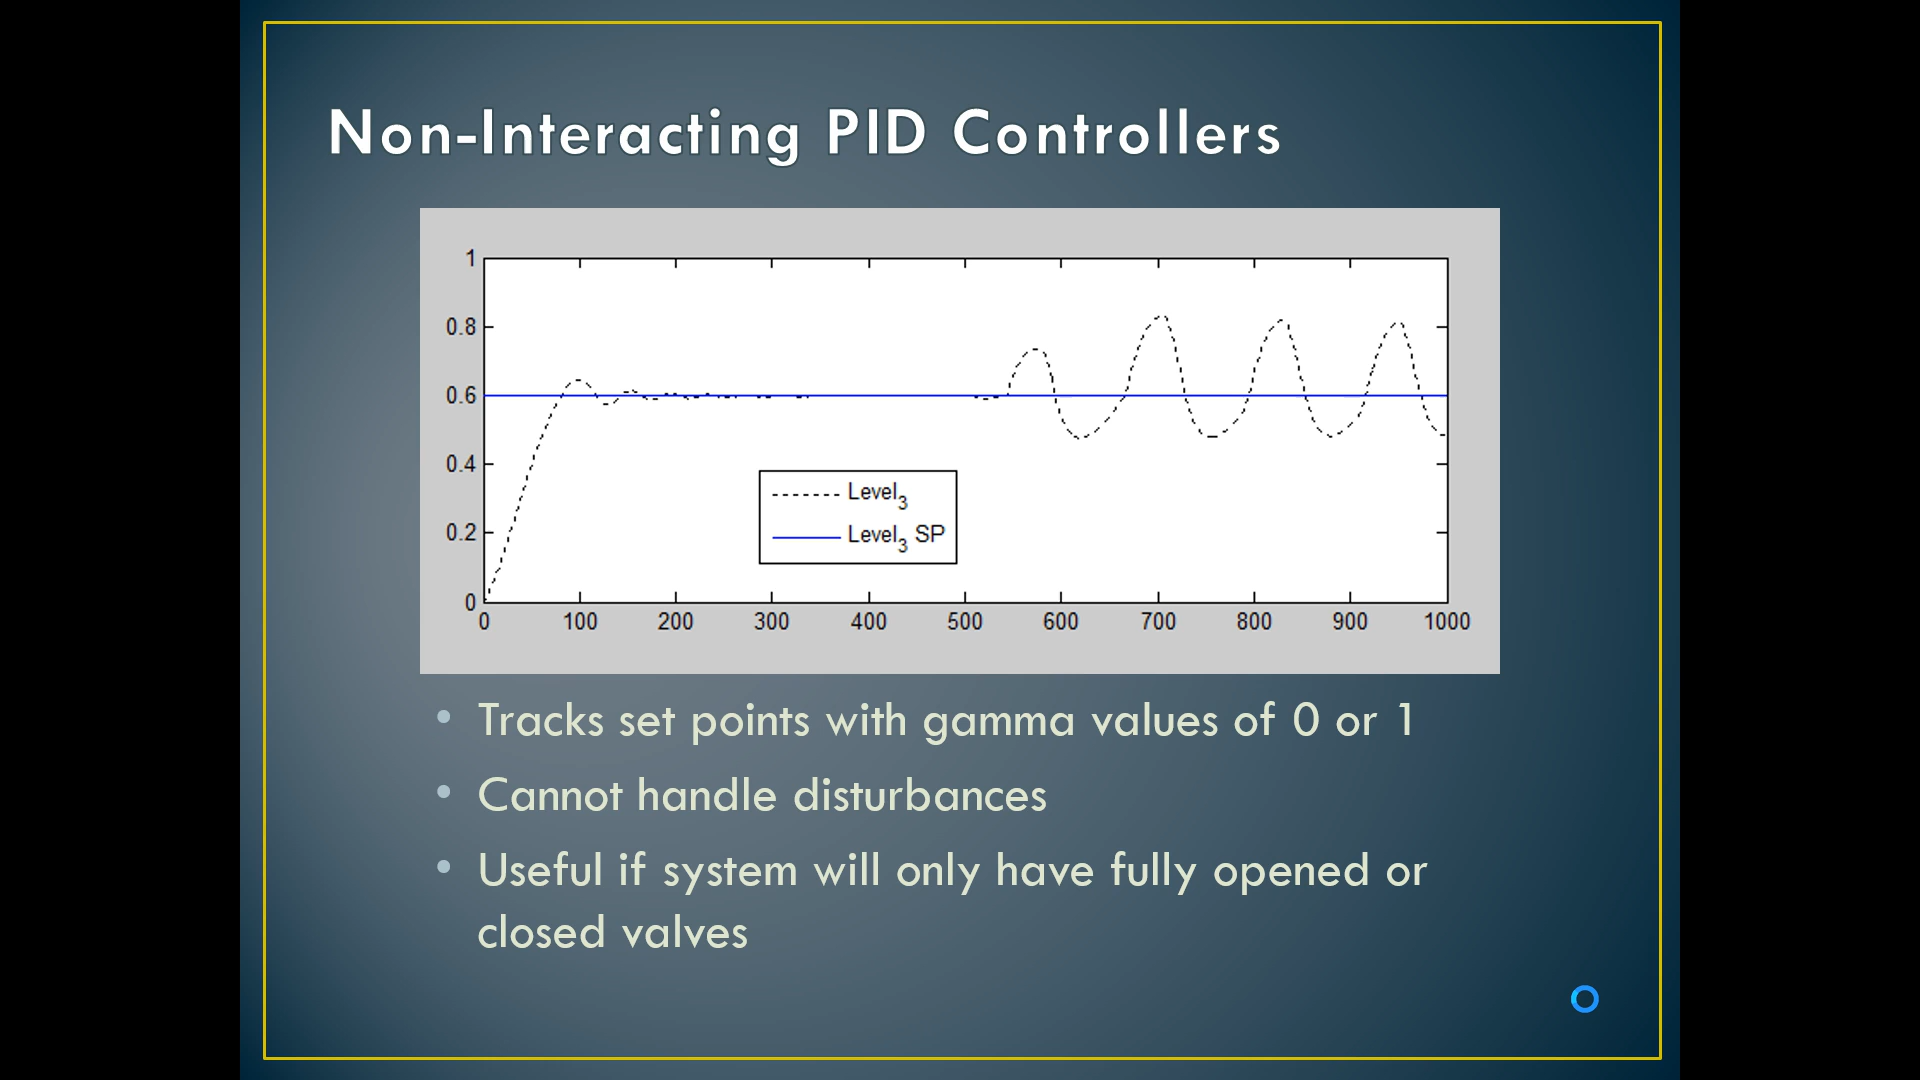 Non-Interacting PID Controllers
1
0.8
0.6
0.4
0.2
0
0 100 200 300 400 500 600 700 800 900 1000
Level₃
Level₃ SP
• Tracks set points with gamma values of 0 or 1
• Cannot handle disturbances
• Useful if system will only have fully opened or
closed valves